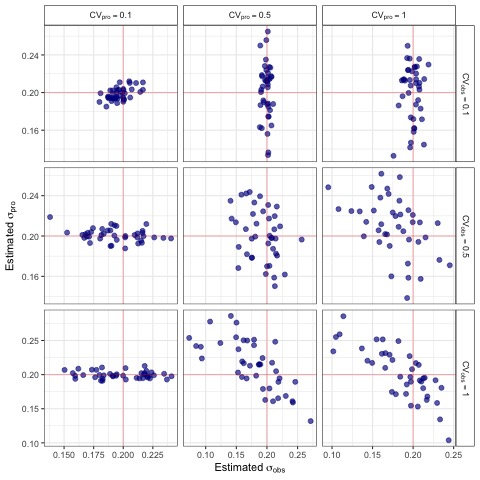 CVpro = 0.1
CVpro = 0.5
CVpro = 1
0.24
0.20
0.16
CVobs = 0.1
0.24
0.20
0.16
CVobs = 0.5
0.25
0.20
0.15
0.10
CVobs = 1
0.150 0.175 0.200 0.225
0.10 0.15 0.20 0.25
0.10 0.15 0.20 0.25
Estimated σobs
Estimated σpro